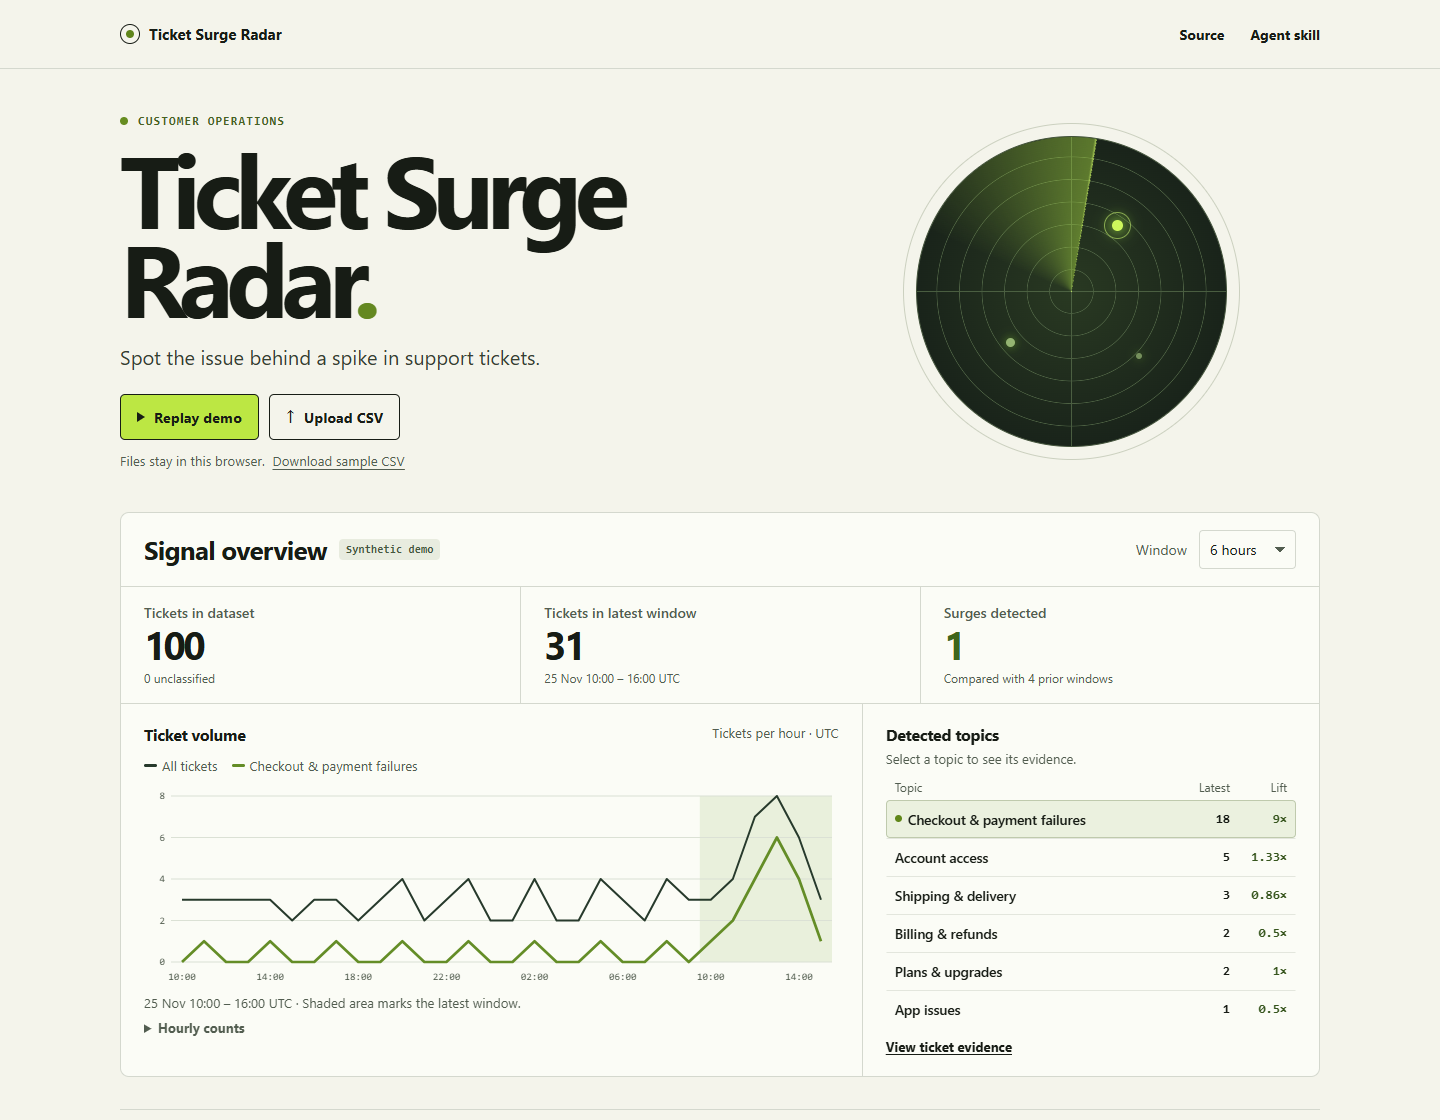 Ticket Surge Radar
Source
Agent skill
CUSTOMER OPERATIONS
Ticket Surge
Radar.
Spot the issue behind a spike in support tickets.
Replay demo
↑ Upload CSV
Files stay in this browser. Download sample CSV
Signal overview
Synthetic demo
Window
6 hours
Tickets in dataset
100
0 unclassified
Tickets in latest window
31
25 Nov 10:00 – 16:00 UTC
Surges detected
1
Compared with 4 prior windows
Ticket volume
Tickets per hour · UTC
All tickets
Checkout & payment failures
8
6
4
2
0
10:00 14:00 18:00 22:00 02:00 06:00 10:00 14:00
25 Nov 10:00 – 16:00 UTC · Shaded area marks the latest window.
Hourly counts
Detected topics
Select a topic to see its evidence.
Topic Latest Lift
Checkout & payment failures 18 9×
Account access 5 1.33×
Shipping & delivery 3 0.86×
Billing & refunds 2 0.5×
Plans & upgrades 2 1×
App issues 1 0.5×
View ticket evidence